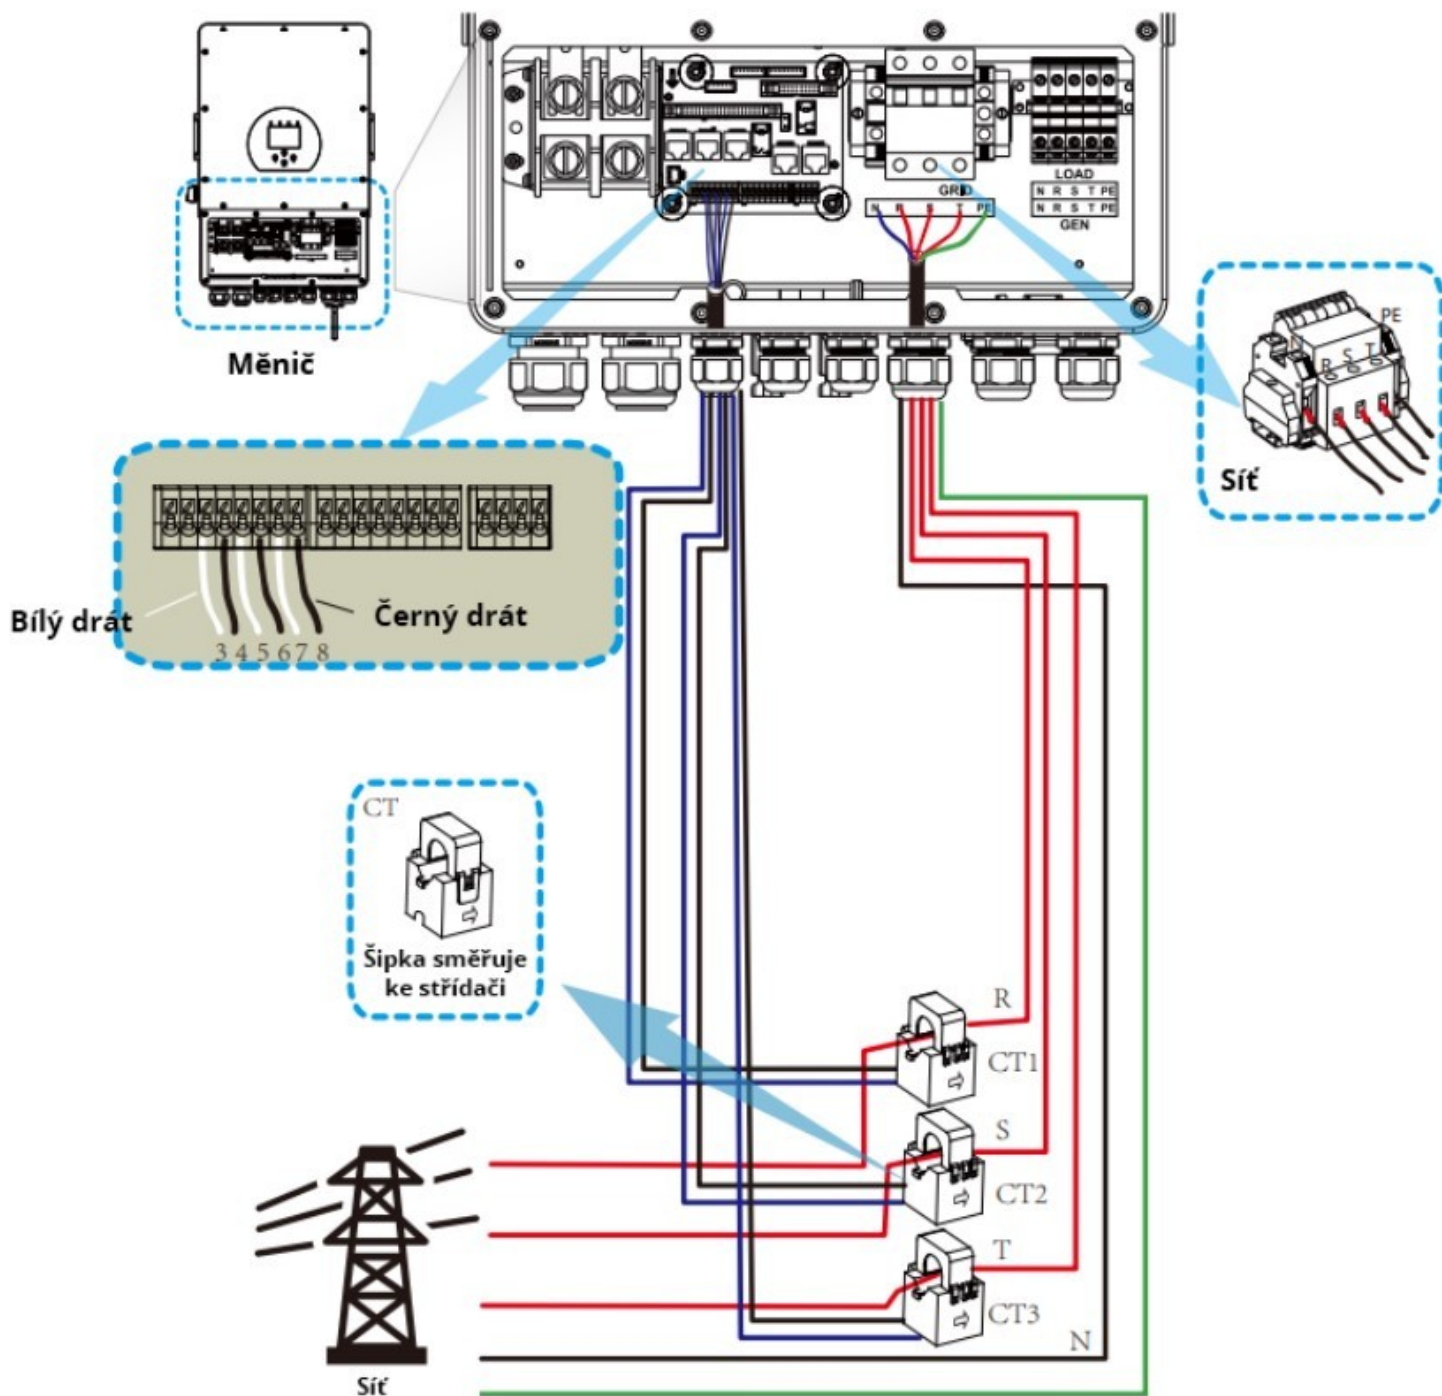 LOAD
N R S T PE
N R S T PE
GEN
GRID
N R S T PE
Měnič
PE
N
R S T
Síť
Bílý drát
Černý drát
3 4 5 6 7 8
CT
Šipka směřuje
ke střídači
R
CT1
S
CT2
T
CT3
N
Síť